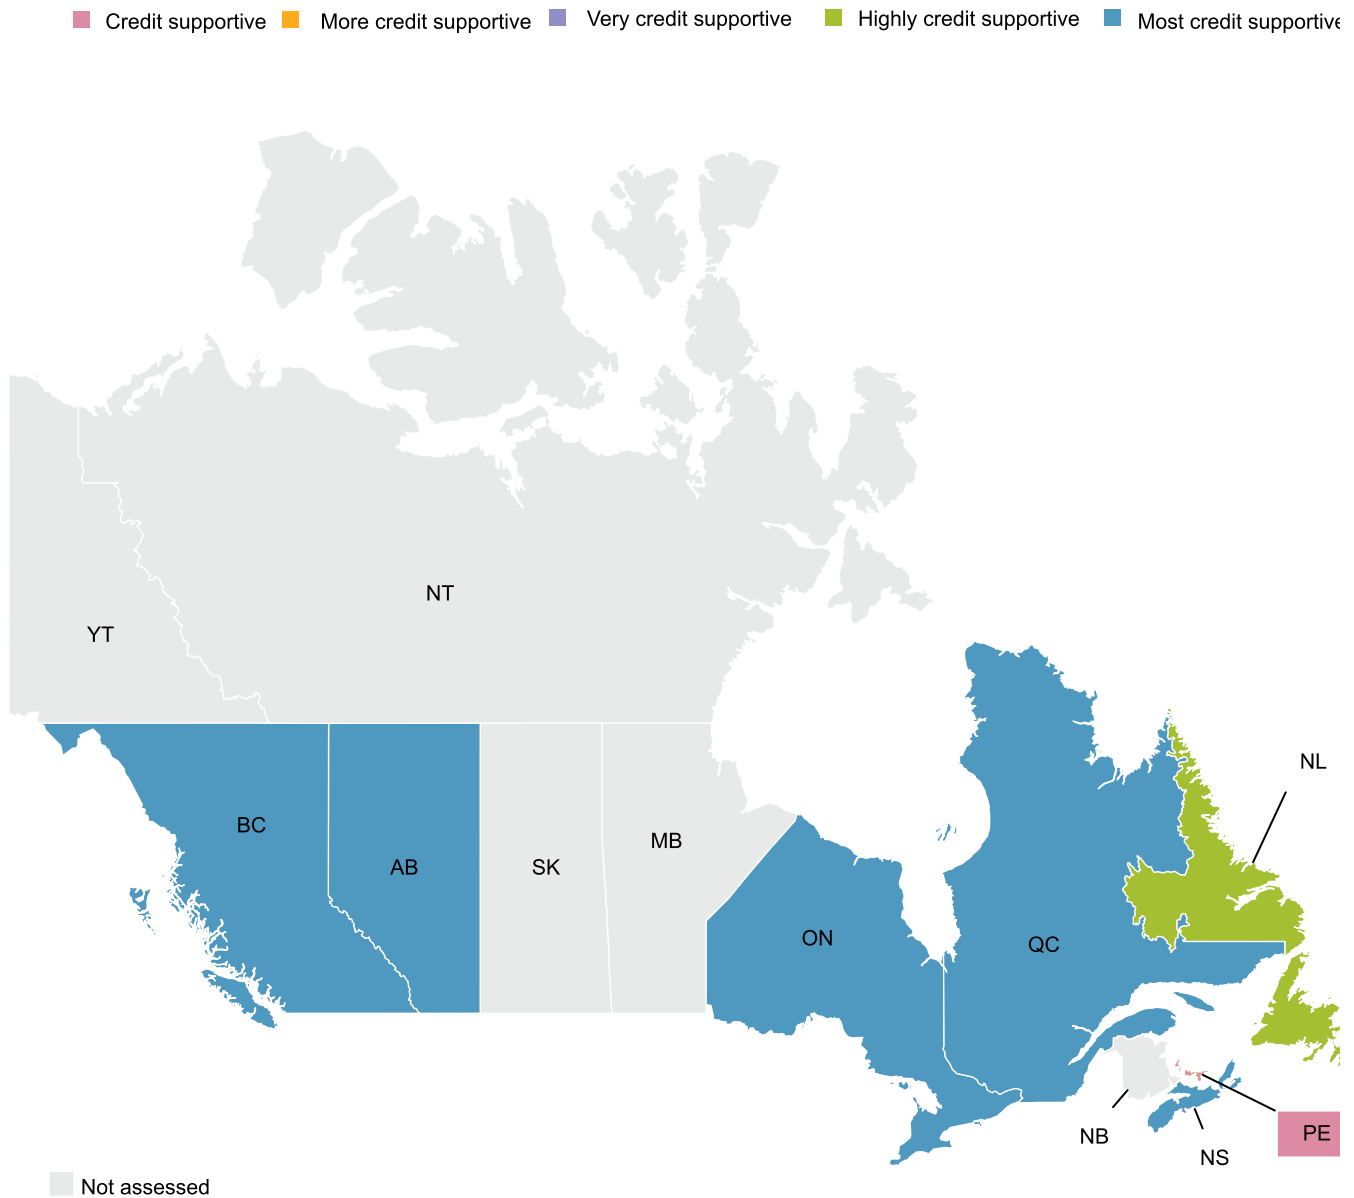 Credit supportive More credit supportive Very credit supportive Highly credit supportive Most credit supportive
NT
YT
NL
BC
MB
AB
SK
ON
QC
PE
NB
NS
Not assessed